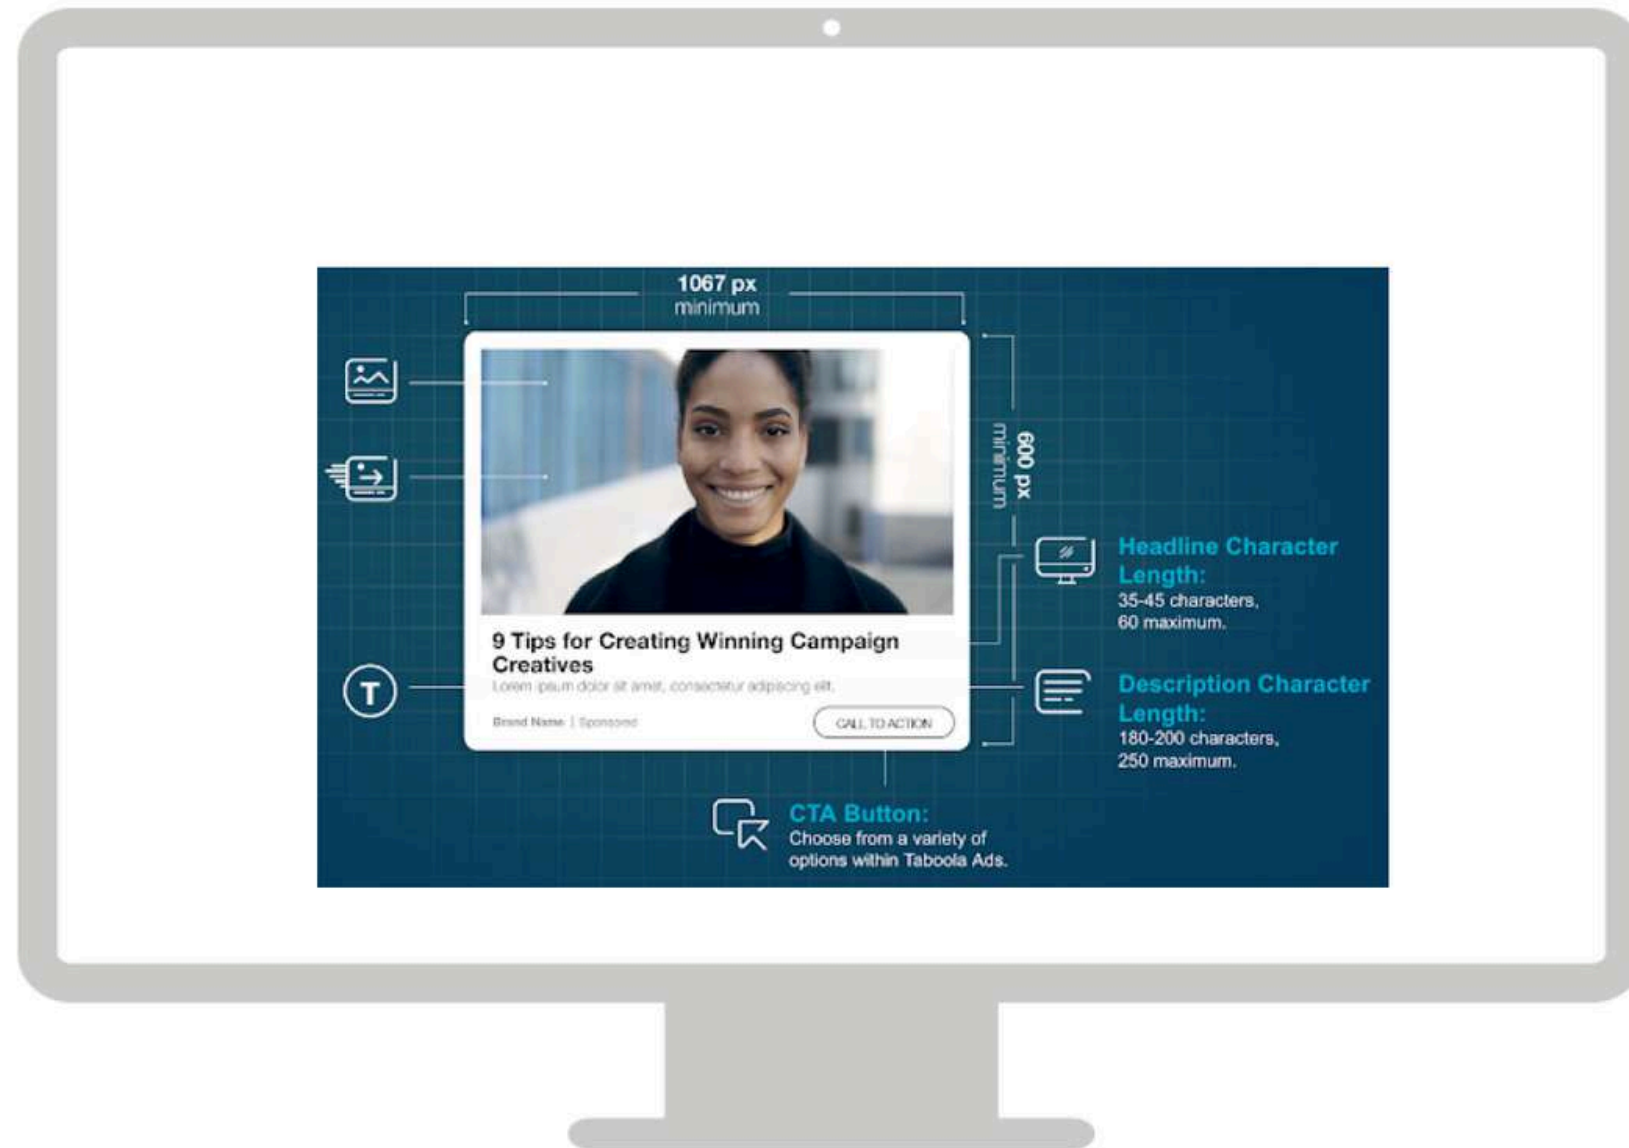 1067 px
minimum
600 px
minimum
9 Tips for Creating Winning Campaign
Creatives
Lorem ipsum dolor sit amet, consectetur adipiscing elit.
Brand Name | Sponsored
CALL TO ACTION
T
Headline Character
Length:
35-45 characters,
60 maximum.
Description Character
Length:
180-200 characters,
250 maximum.
CTA Button:
Choose from a variety of
options within Taboola Ads.